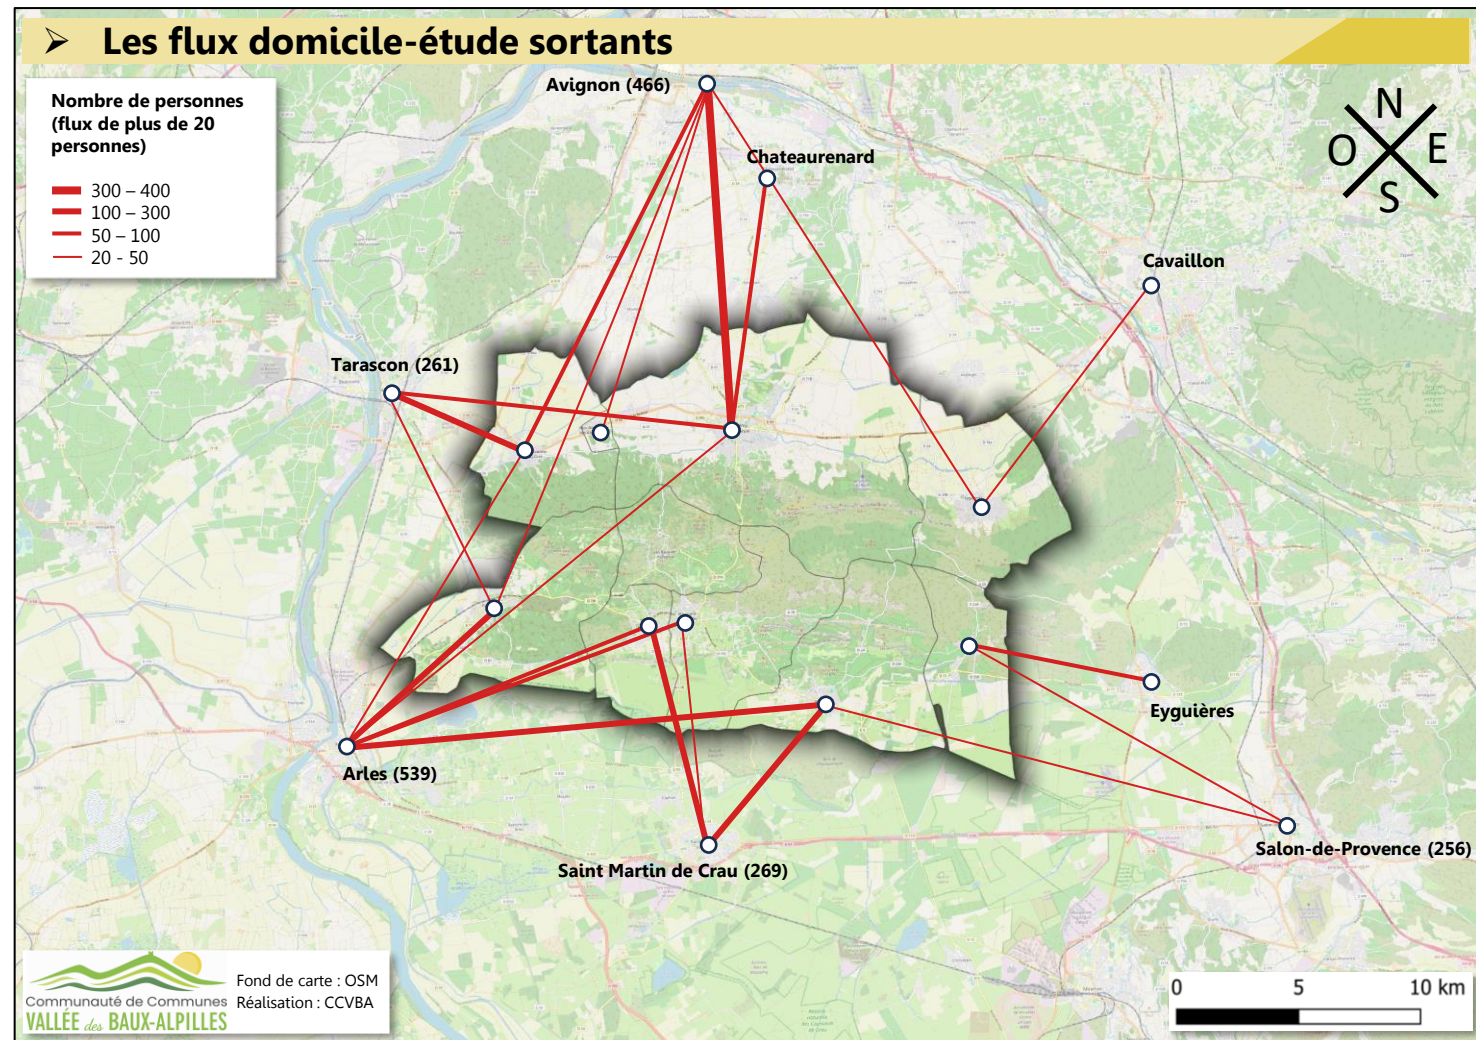 ➤ Les flux domicile-étude sortants
Nombre de personnes
(flux de plus de 20
personnes)
300 – 400
100 – 300
50 – 100
20 - 50
Avignon (466)
Chateaurenard
N
O
E
S
Cavaillon
Tarascon (261)
Eyguières
Arles (539)
Saint Martin de Crau (269)
Salon-de-Provence (256)
Communauté de Communes
VALLÉE des BAUX-ALPILLES
Fond de carte : OSM
Réalisation : CCVBA
0 5 10 km